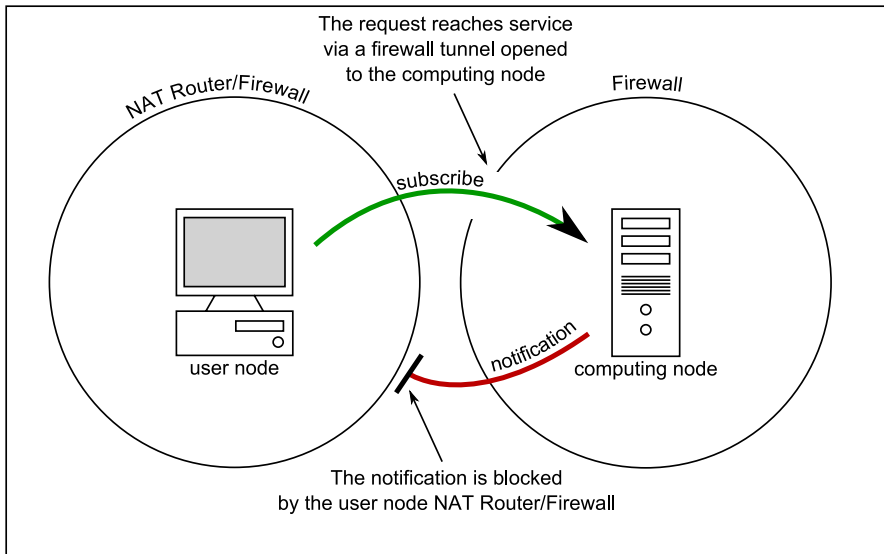 The request reaches service
via a firewall tunnel opened
to the computing node
NAT Router/Firewall
Firewall
subscribe
notification
user node
computing node
The notification is blocked
by the user node NAT Router/Firewall